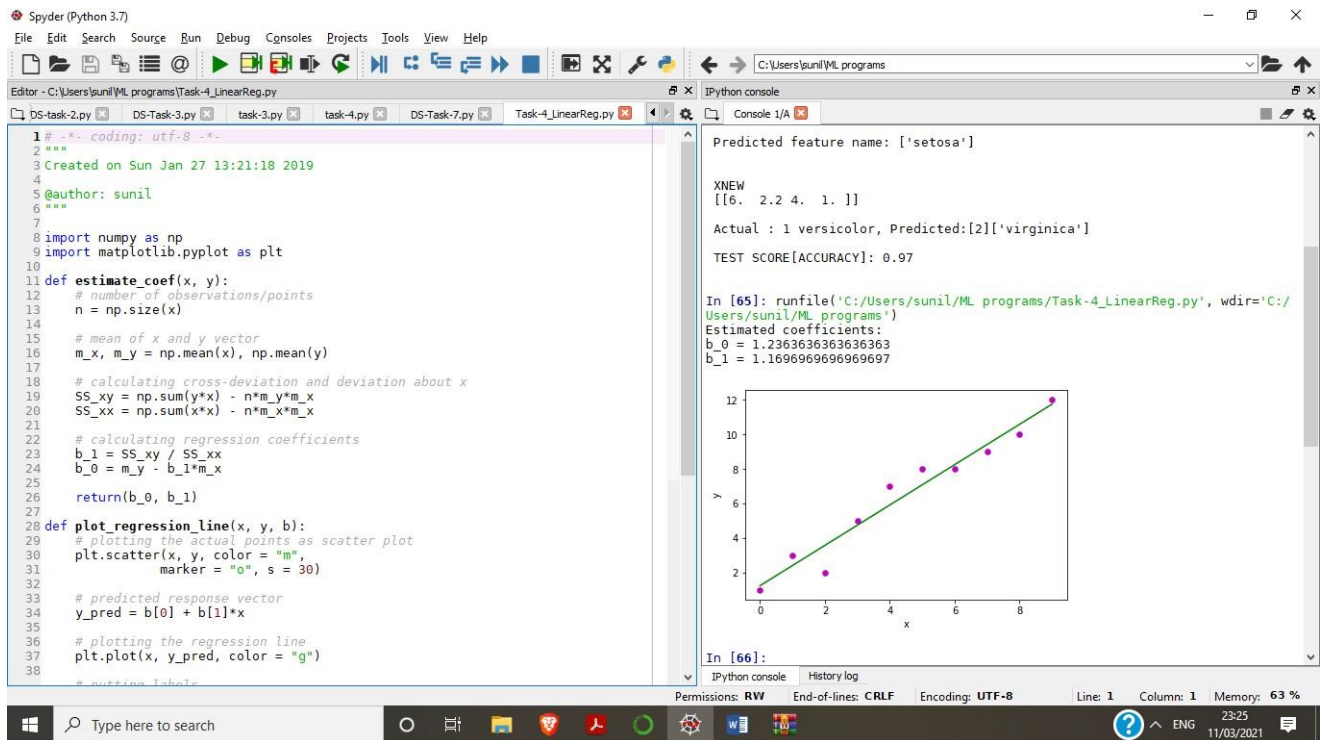 Spyder (Python 3.7)
File Edit Search Source Run Debug Consoles Projects Tools View Help
C:\Users\sunil\ML programs
Editor - C:\Users\sunil\ML programs\Task-4_LinearReg.py
DS-task-2.py DS-Task-3.py task-3.py task-4.py DS-Task-7.py Task-4_LinearReg.py
1 # -*- coding: utf-8 -*-
2 """
3 Created on Sun Jan 27 13:21:18 2019
4
5 @author: sunil
6 """
7
8 import numpy as np
9 import matplotlib.pyplot as plt
10
11 def estimate_coef(x, y):
12 # number of observations/points
13 n = np.size(x)
14
15 # mean of x and y vector
16 m_x, m_y = np.mean(x), np.mean(y)
17
18 # calculating cross-deviation and deviation about x
19 SS_xy = np.sum(y*x) - n*m_y*m_x
20 SS_xx = np.sum(x*x) - n*m_x*m_x
21
22 # calculating regression coefficients
23 b_1 = SS_xy / SS_xx
24 b_0 = m_y - b_1*m_x
25
26 return(b_0, b_1)
27
28 def plot_regression_line(x, y, b):
29 # plotting the actual points as scatter plot
30 plt.scatter(x, y, color = "m",
31 marker = "o", s = 30)
32
33 # predicted response vector
34 y_pred = b[0] + b[1]*x
35
36 # plotting the regression line
37 plt.plot(x, y_pred, color = "g")
38
# putting labels
IPython console
Console 1/A
Predicted feature name: ['setosa']
XNEW
[[6. 2.2 4. 1. ]]
Actual : 1 versicolor, Predicted:[2]['virginica']
TEST SCORE[ACCURACY]: 0.97
In [65]: runfile('C:/Users/sunil/ML programs/Task-4_LinearReg.py', wdir='C:/
Users/sunil/ML programs')
Estimated coefficients:
b_0 = 1.2363636363636363
b_1 = 1.1696969696969697
12
10
8
y
6
4
2
0 2 4 6 8
x
In [66]:
IPython console History log
Permissions: RW End-of-lines: CRLF Encoding: UTF-8 Line: 1 Column: 1 Memory: 63 %
Type here to search
ENG
23:25
11/03/2021